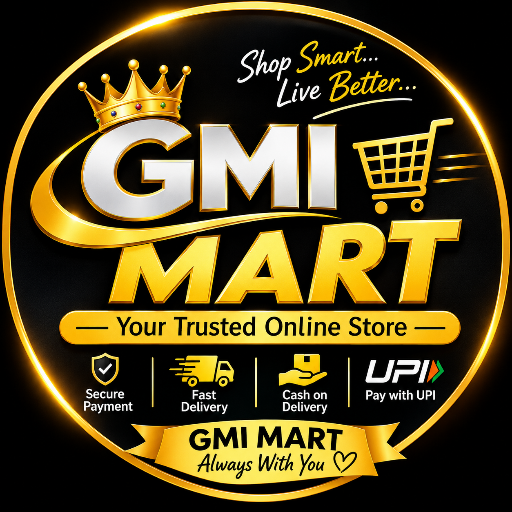 Shop Smart...
Live Better...
GMI
MART
Your Trusted Online Store
Secure
Payment
Fast
Delivery
Cash on
Delivery
UPI
Pay with UPI
GMI MART
Always With You